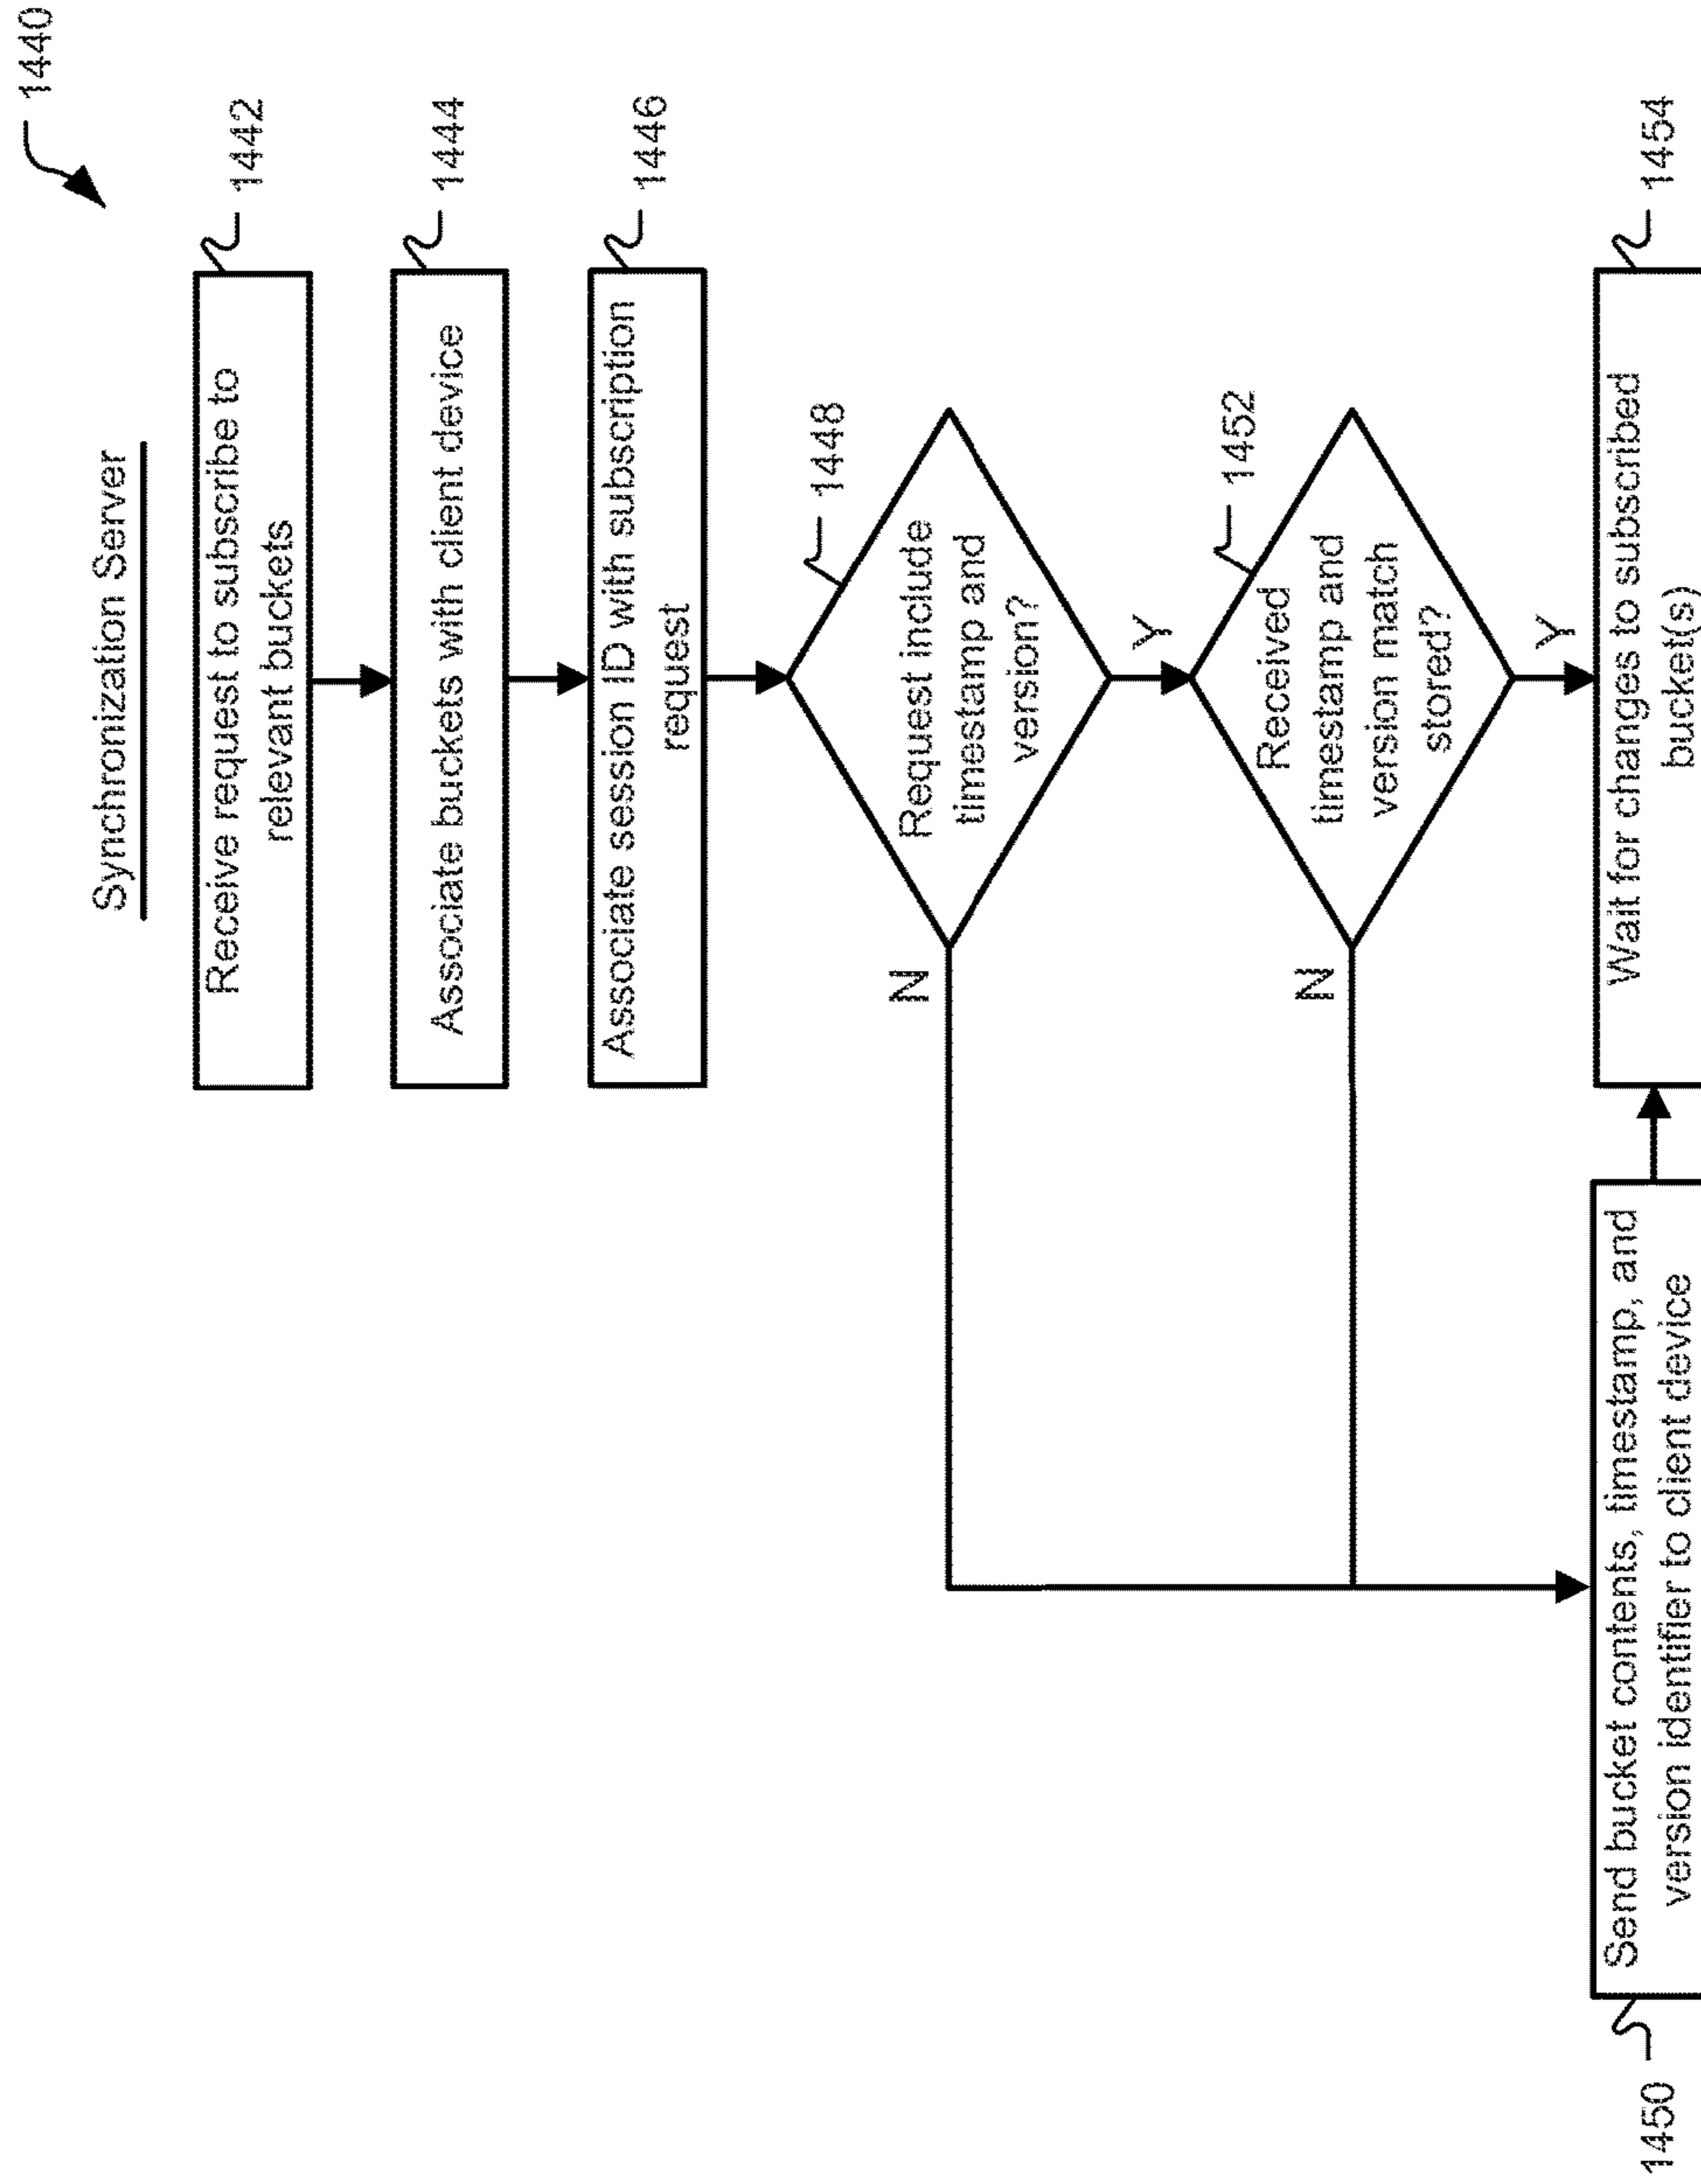 1440
Synchronization Server
Receive request to subscribe to
relevant buckets
1442
Associate buckets with client device
1444
Associate session ID with subscription
request
1446
Request include
timestamp and
version?
1448
N
Y
Received
timestamp and
version match
stored?
1452
N
Y
Send bucket contents, timestamp, and
version identifier to client device
1450
Wait for changes to subscribed
bucket(s)
1454